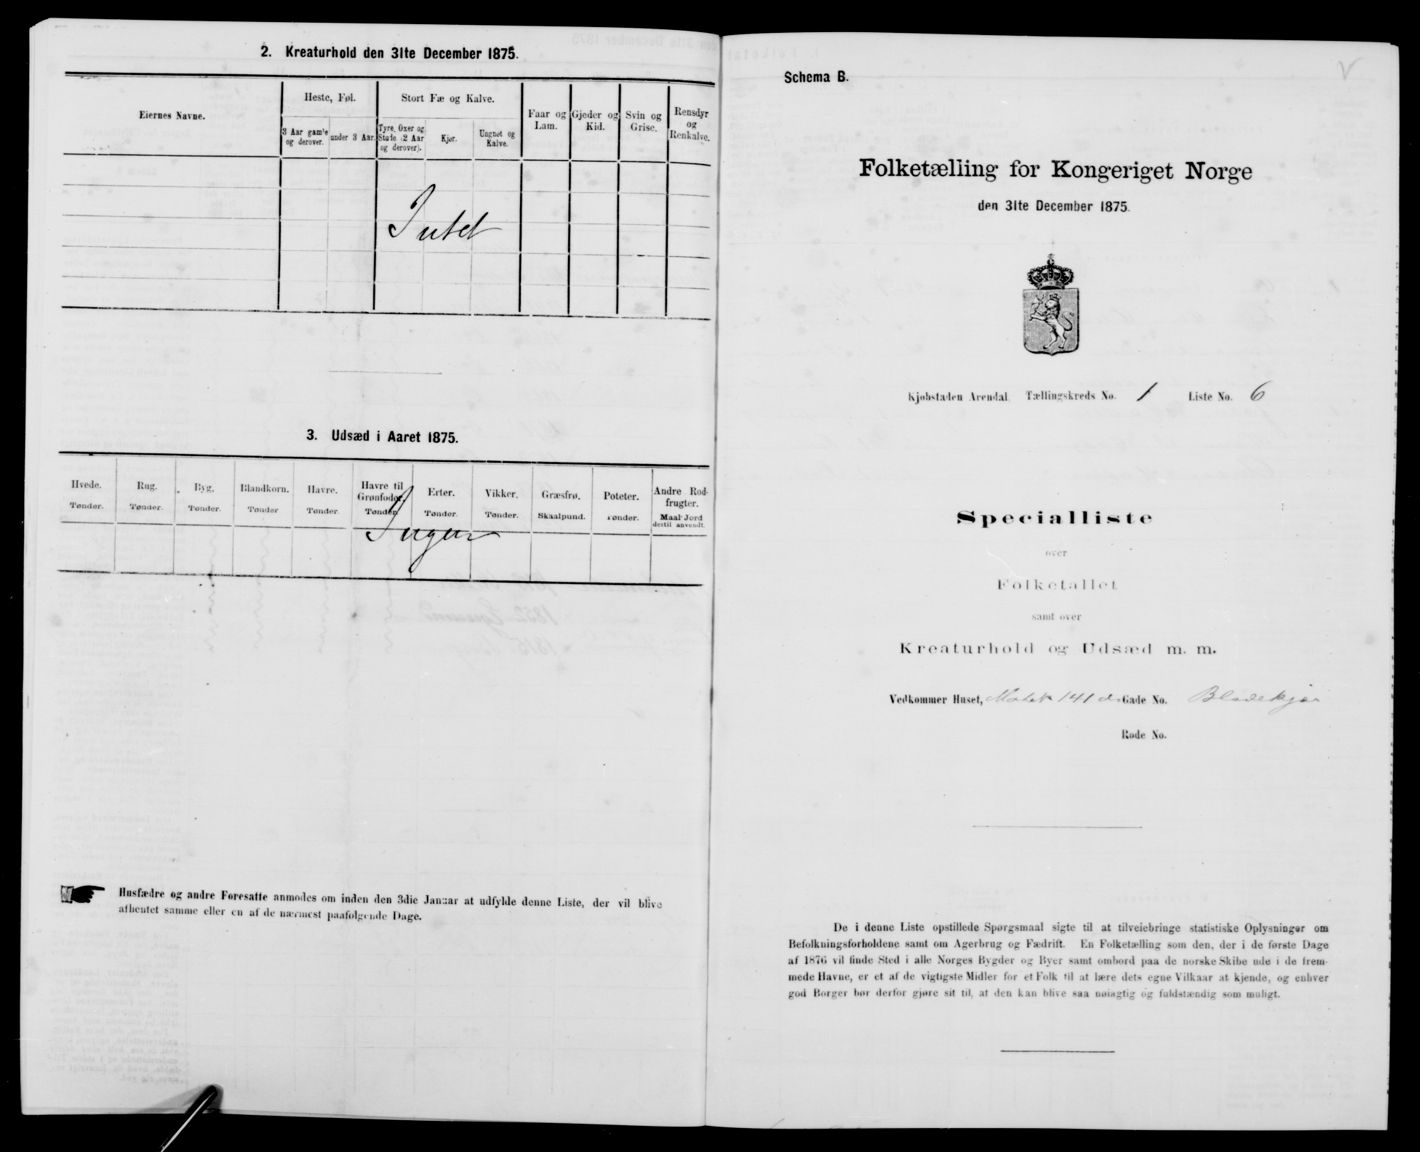 2. Kreaturhold den 31te December 1875.
Eiernes Navne.
Heste, Føl.
Stort Fæ og Kalve.
Faar og Lam.
Gjeder og Kid.
Svin og Grise.
Rensdyr og Renkalve.
3 Aar gam'e og derover.
under 3 Aar.
Tyre, Oxer og Stude (2 Aar og derover).
Kjør.
Ungnøt og Kalve.
Intet
3. Udsæd i Aaret 1875.
Hvede.
Rug.
Byg.
Blandkorn.
Havre.
Havre til Grønfoder.
Erter.
Vikker.
Græsfrø.
Poteter.
Andre Rodfrugter.
Tønder.
Tønder.
Tønder.
Tønder
Tønder.
Tønder.
Tønder.
Tønder.
Skaalpund.
Tønder.
Maal Jord dertil anvendt.
Ingen
Husfædre og andre Foresatte anmodes om inden den 3die Januar at udfylde denne Liste, der vil blive
afhentet samme eller en af de nærmest paafølgende Dage.
Schema B.
Folketælling for Kongeriget Norge
den 31te December 1875.
Kjøbstaden Arendal. Tællingskreds No. 1 Liste No. 6
Specialliste
over
Folketallet
samt over
Kreaturhold og Udsæd m. m.
Vedkommer Huset, Matr 141 d. Gade No. Blødekjær
Rode No.
De i denne Liste opstillede Spørgsmaal sigte til at tilveiebringe statistiske Oplysninger om
Befolkningsforholdene samt om Agerbrug og Fædrift. En Folketælling som den, der i de første Dage
af 1876 vil finde Sted i alle Norges Bygder og Byer samt ombord paa de norske Skibe ude i de frem-
mede Havne, er et af de vigtigste Midler for et Folk til at lære dets egne Vilkaar at kjende, og enhver
god Borger bør derfor gjøre sit til, at den kan blive saa nøiagtig og fuldstændig som muligt.